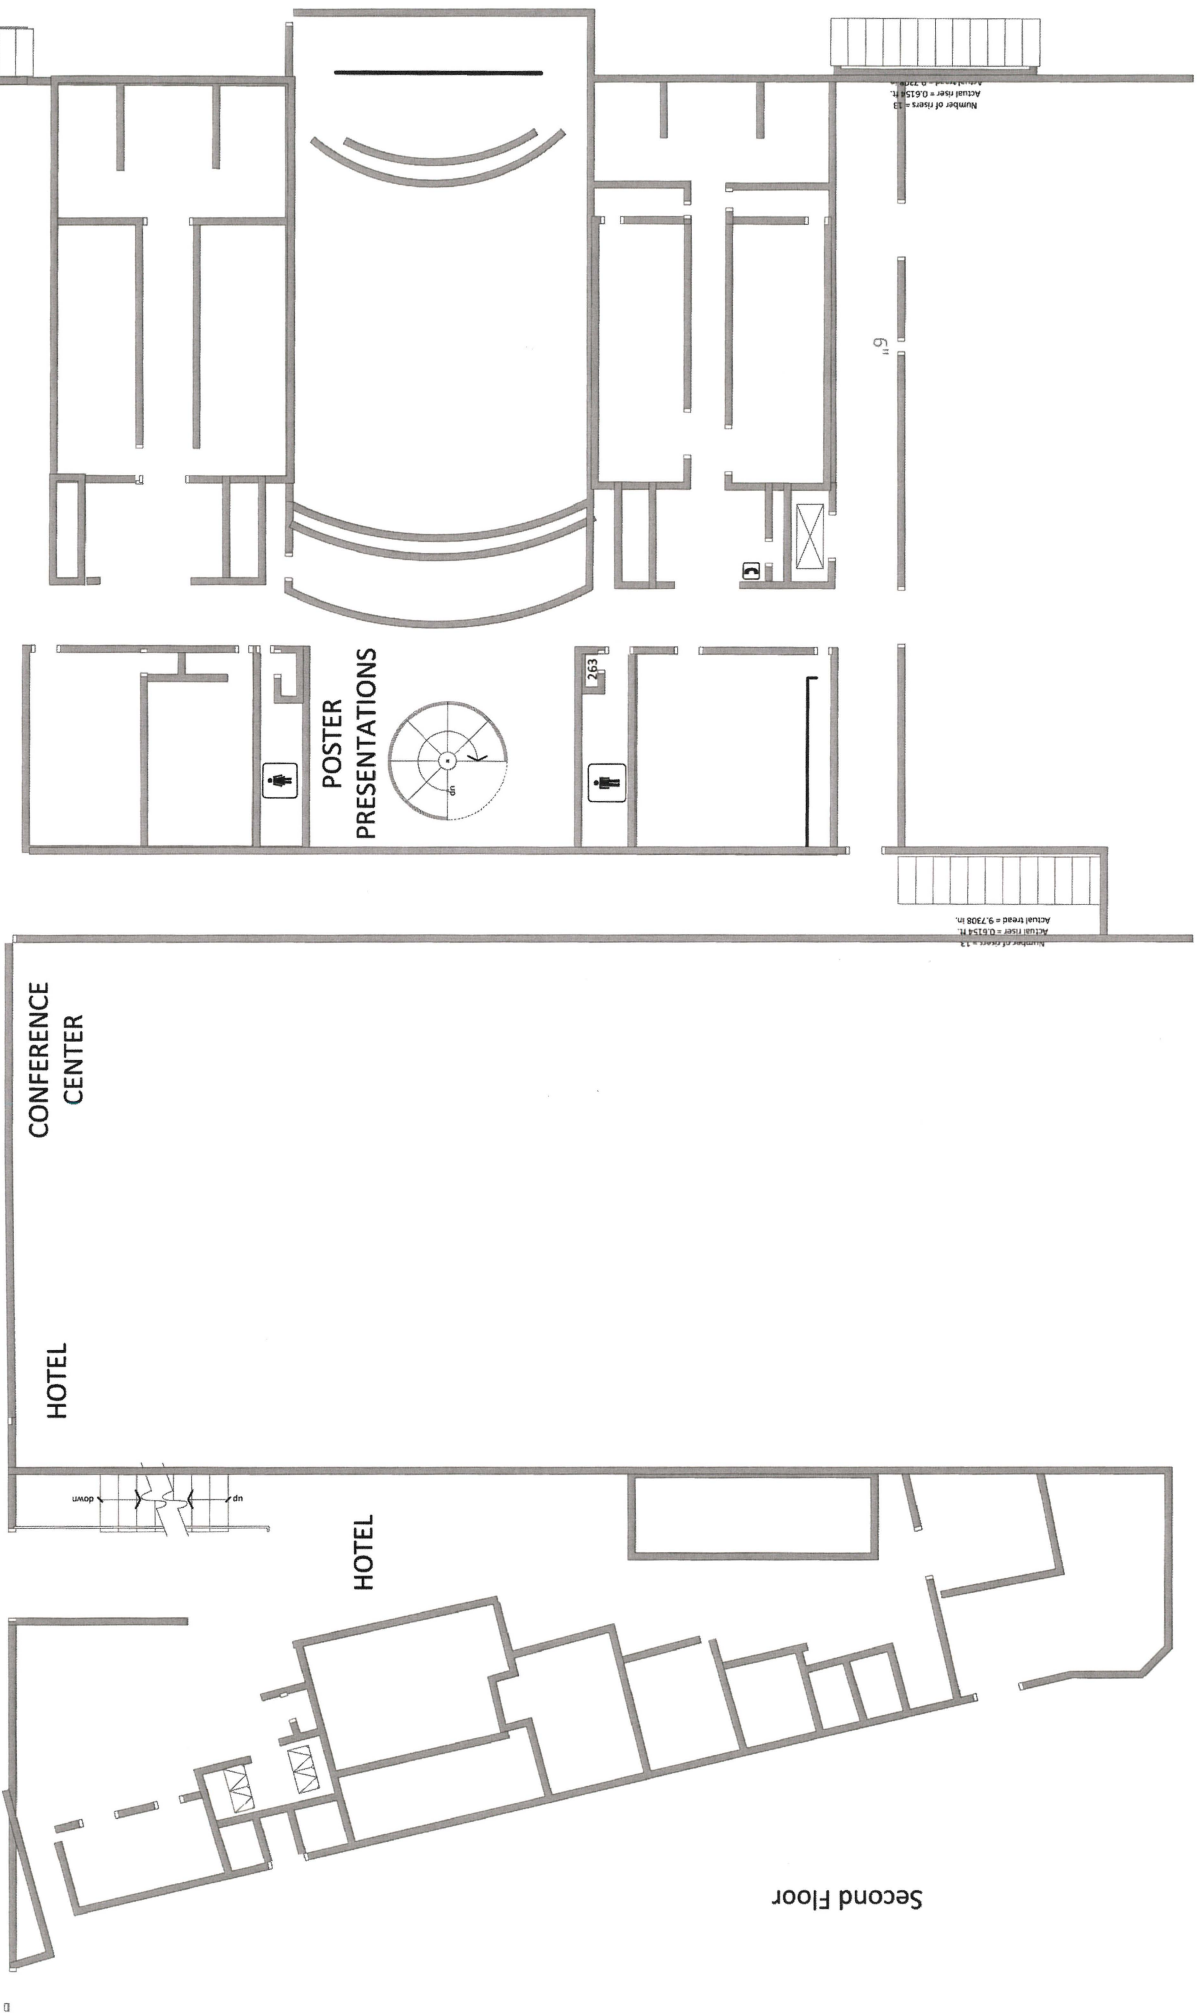 Number of risers = 13
Actual riser = 0.6154 ft.
6"
263
POSTER
PRESENTATIONS
up
Number of risers = 13
Actual riser = 0.6154 ft.
Actual tread = 9.7308 in.
CONFERENCE
CENTER
HOTEL
down
up
HOTEL
Second Floor